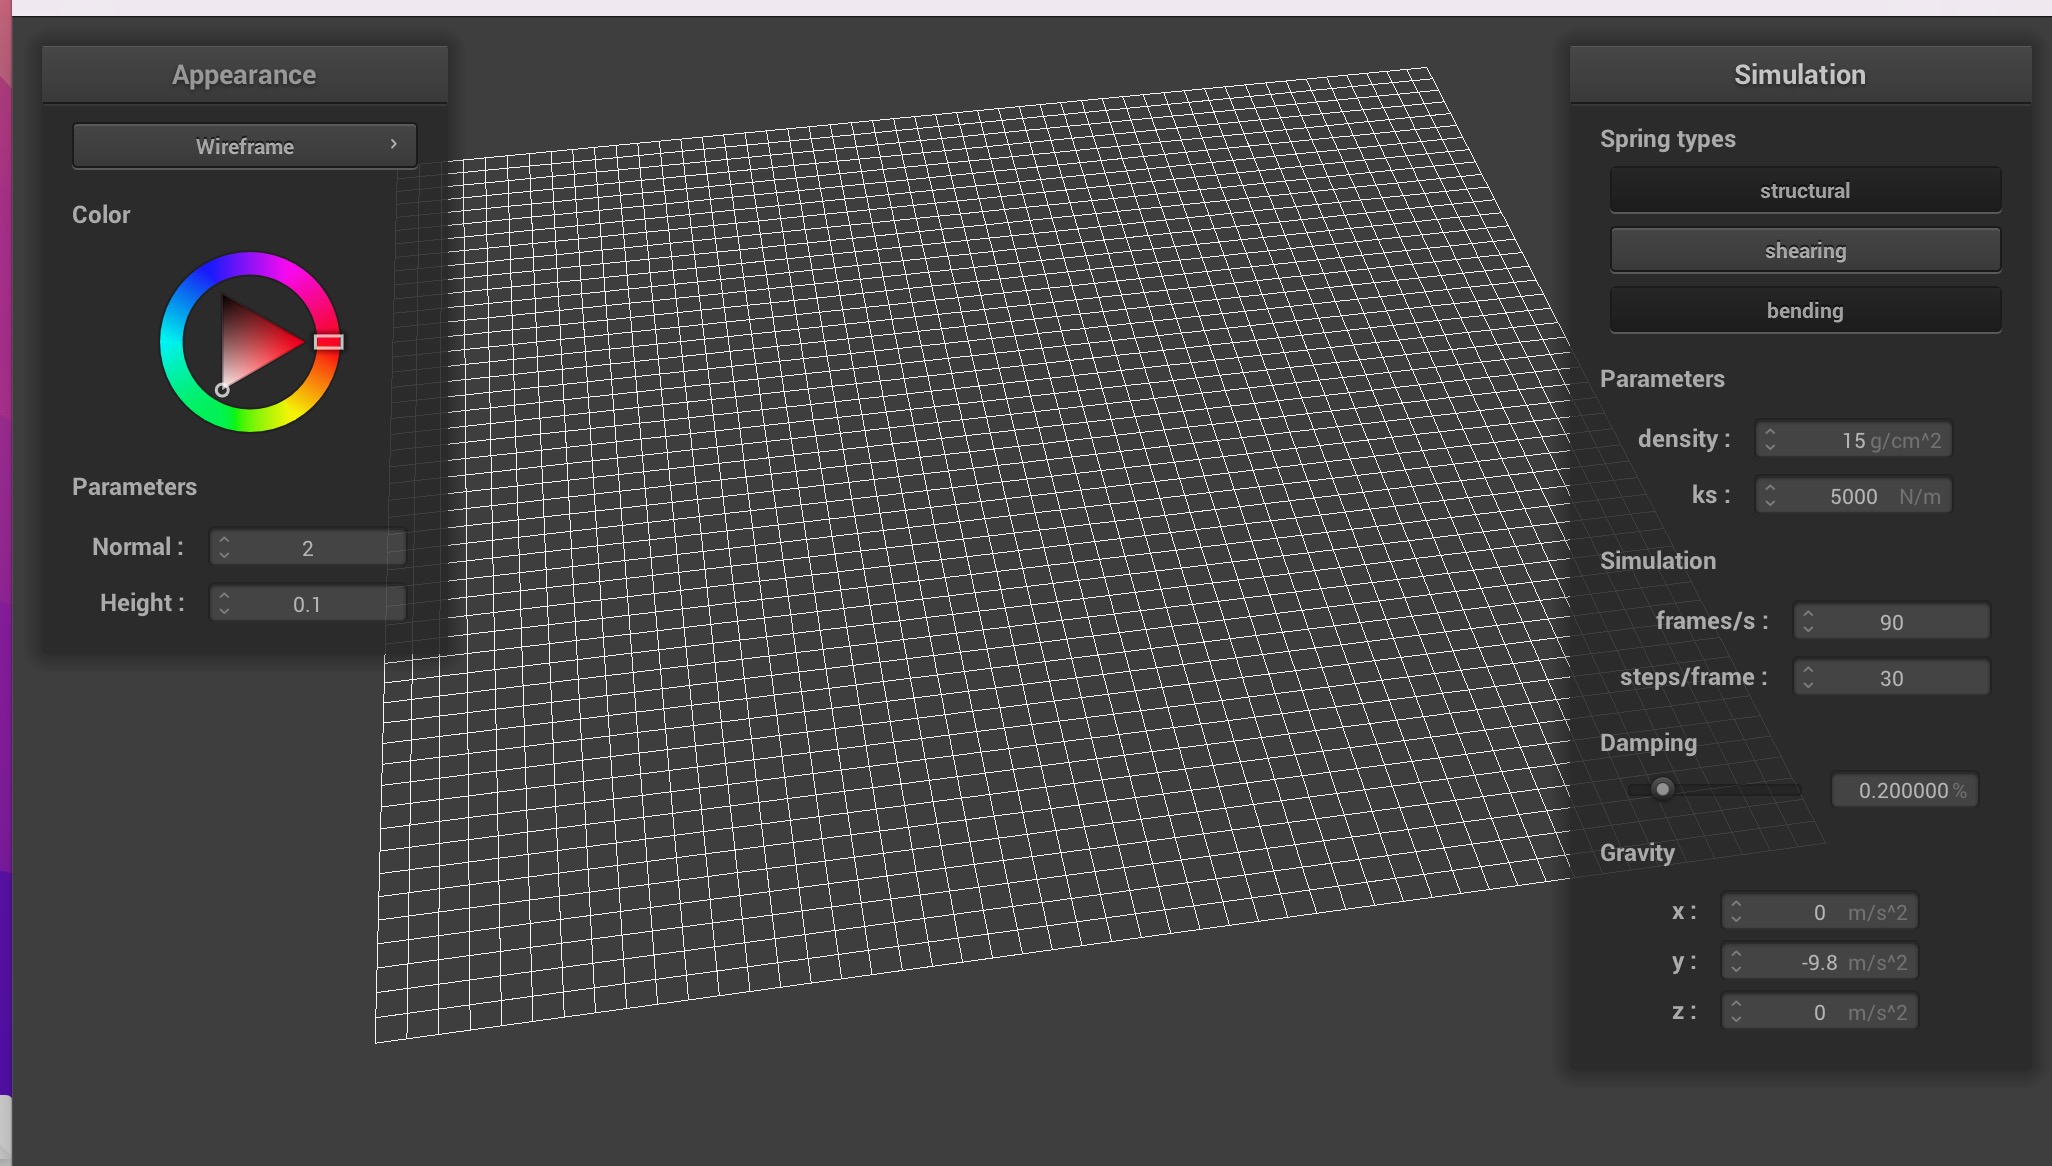 Appearance
Wireframe
Color
Parameters
Normal : 2
Height : 0.1
Simulation
Spring types
structural
shearing
bending
Parameters
density : 15 g/cm^2
ks : 5000 N/m
Simulation
frames/s : 90
steps/frame : 30
Damping
0.200000 %
Gravity
x : 0 m/s^2
y : -9.8 m/s^2
z : 0 m/s^2